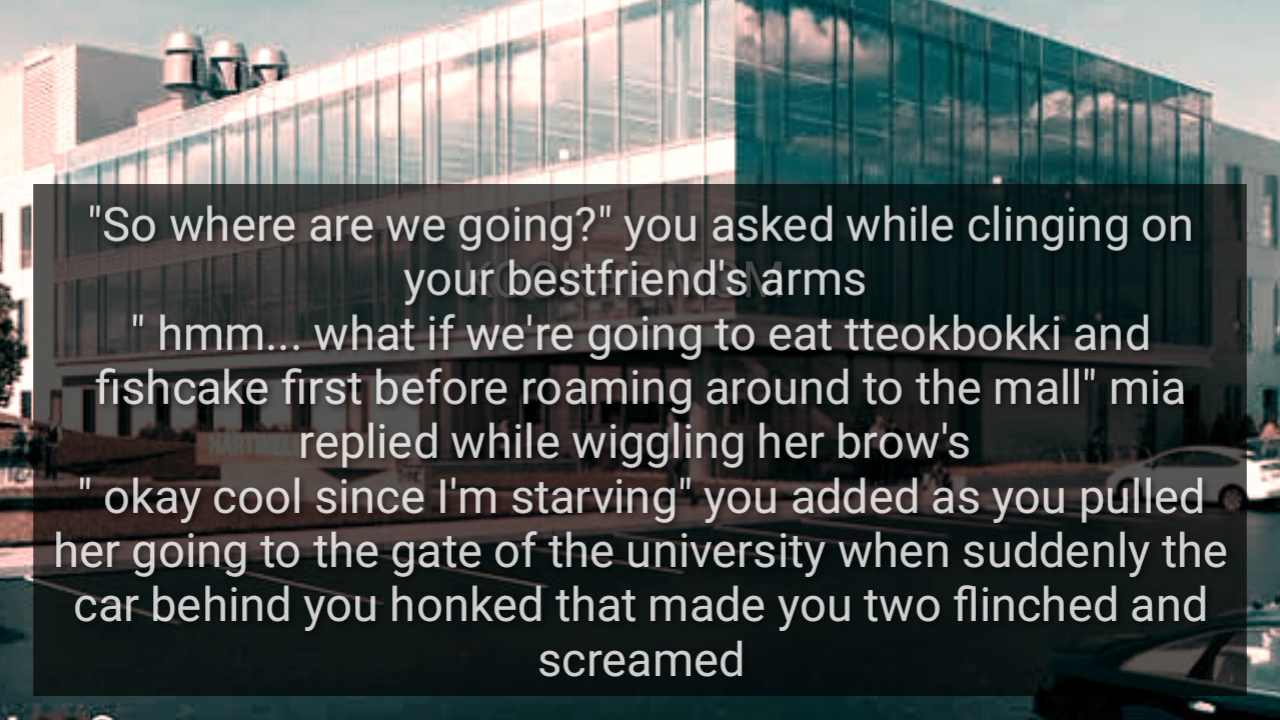 "So where are we going?" you asked while clinging on
your bestfriend's arms
" hmm... what if we're going to eat tteokbokki and
fishcake first before roaming around to the mall" mia
replied while wiggling her brow's
" okay cool since I'm starving" you added as you pulled
her going to the gate of the university when suddenly the
car behind you honked that made you two flinched and
screamed